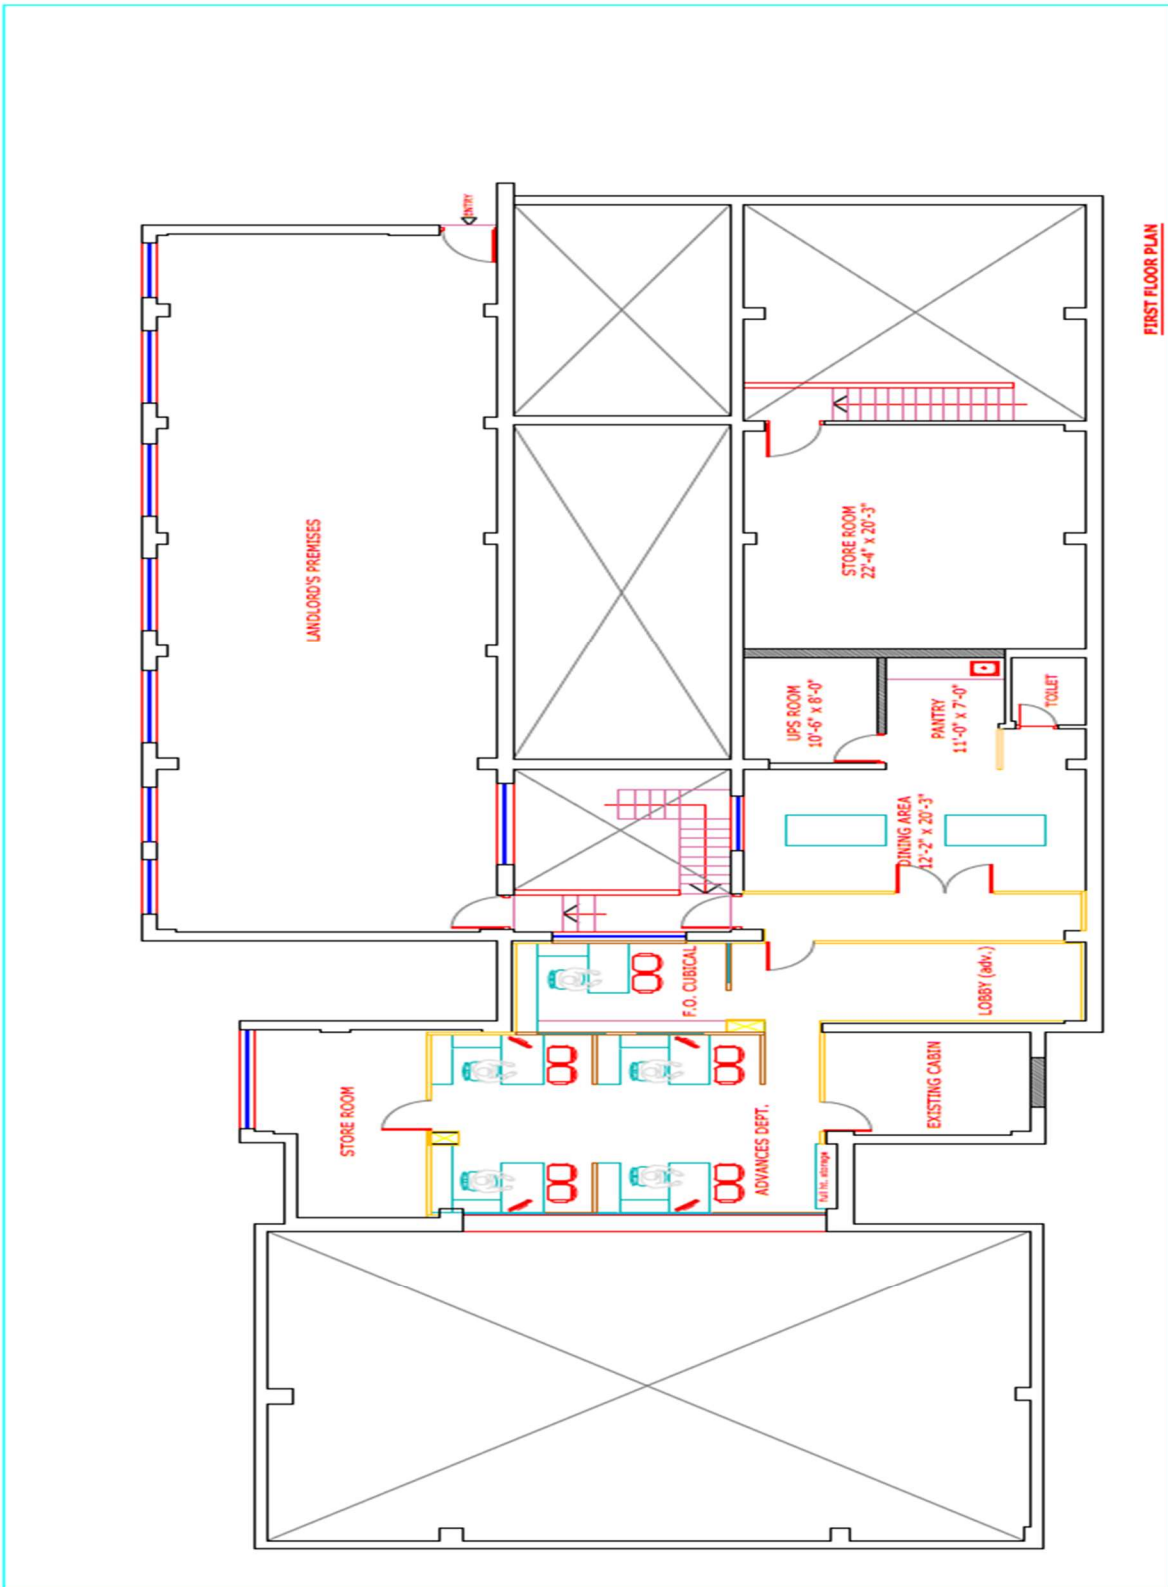 ENTRY
LANDLORD'S PREMISES
STORE ROOM
22'-4" x 20'-3"
UPS ROOM
10'-6" x 8'-0"
PANTRY
11'-0" x 7'-0"
TOILET
DINING AREA
12'-2" x 20'-3"
F.O. CUBICAL
LOBBY (adv.)
STORE ROOM
EXISTING CABIN
ADVANCES DEPT.
full ht. storage
FIRST FLOOR PLAN